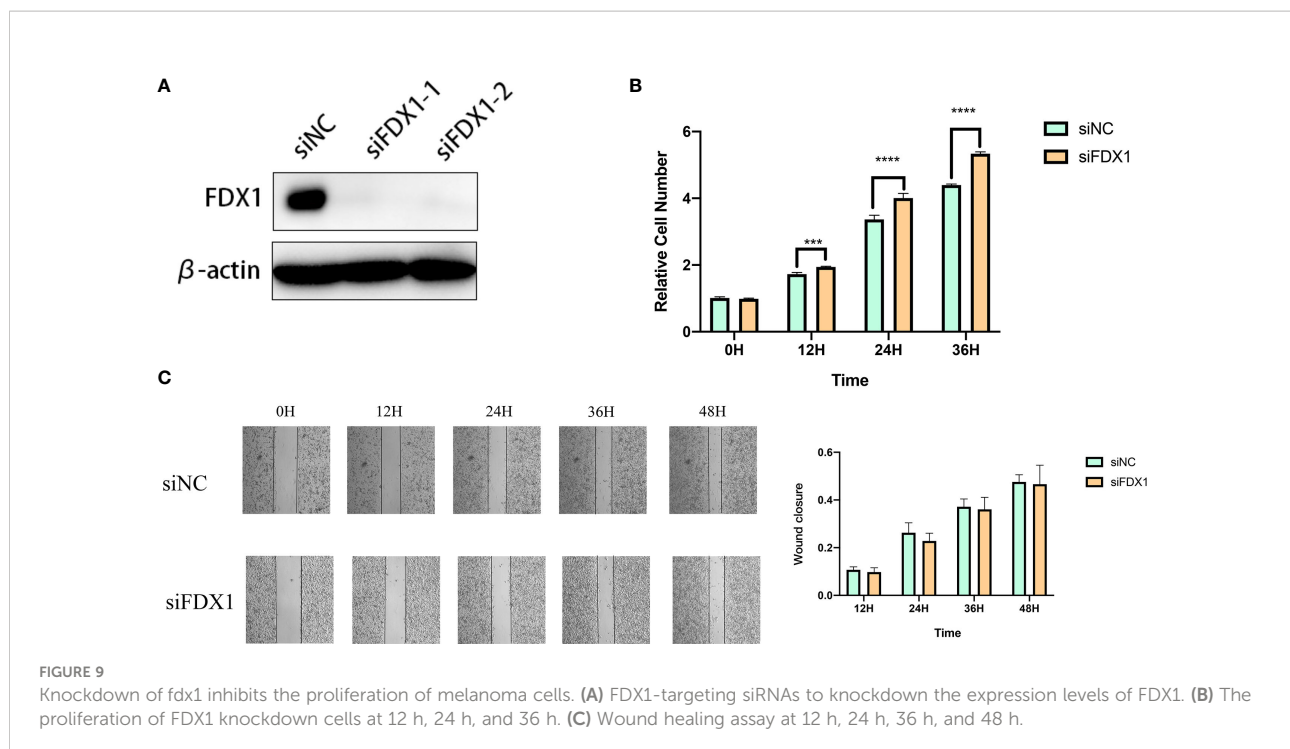 A
siNC
siFDX1-1
siFDX1-2
FDX1
β-actin
B
Relative Cell Number
6
4
2
0
***
****
****
0H
12H
24H
36H
Time
siNC
siFDX1
C
0H
12H
24H
36H
48H
siNC
siFDX1
Wound closure
0.6
0.4
0.2
0.0
12H
24H
36H
48H
Time
siNC
siFDX1
FIGURE 9
Knockdown of fdx1 inhibits the proliferation of melanoma cells. (A) FDX1-targeting siRNAs to knockdown the expression levels of FDX1. (B) The
proliferation of FDX1 knockdown cells at 12 h, 24 h, and 36 h. (C) Wound healing assay at 12 h, 24 h, 36 h, and 48 h.